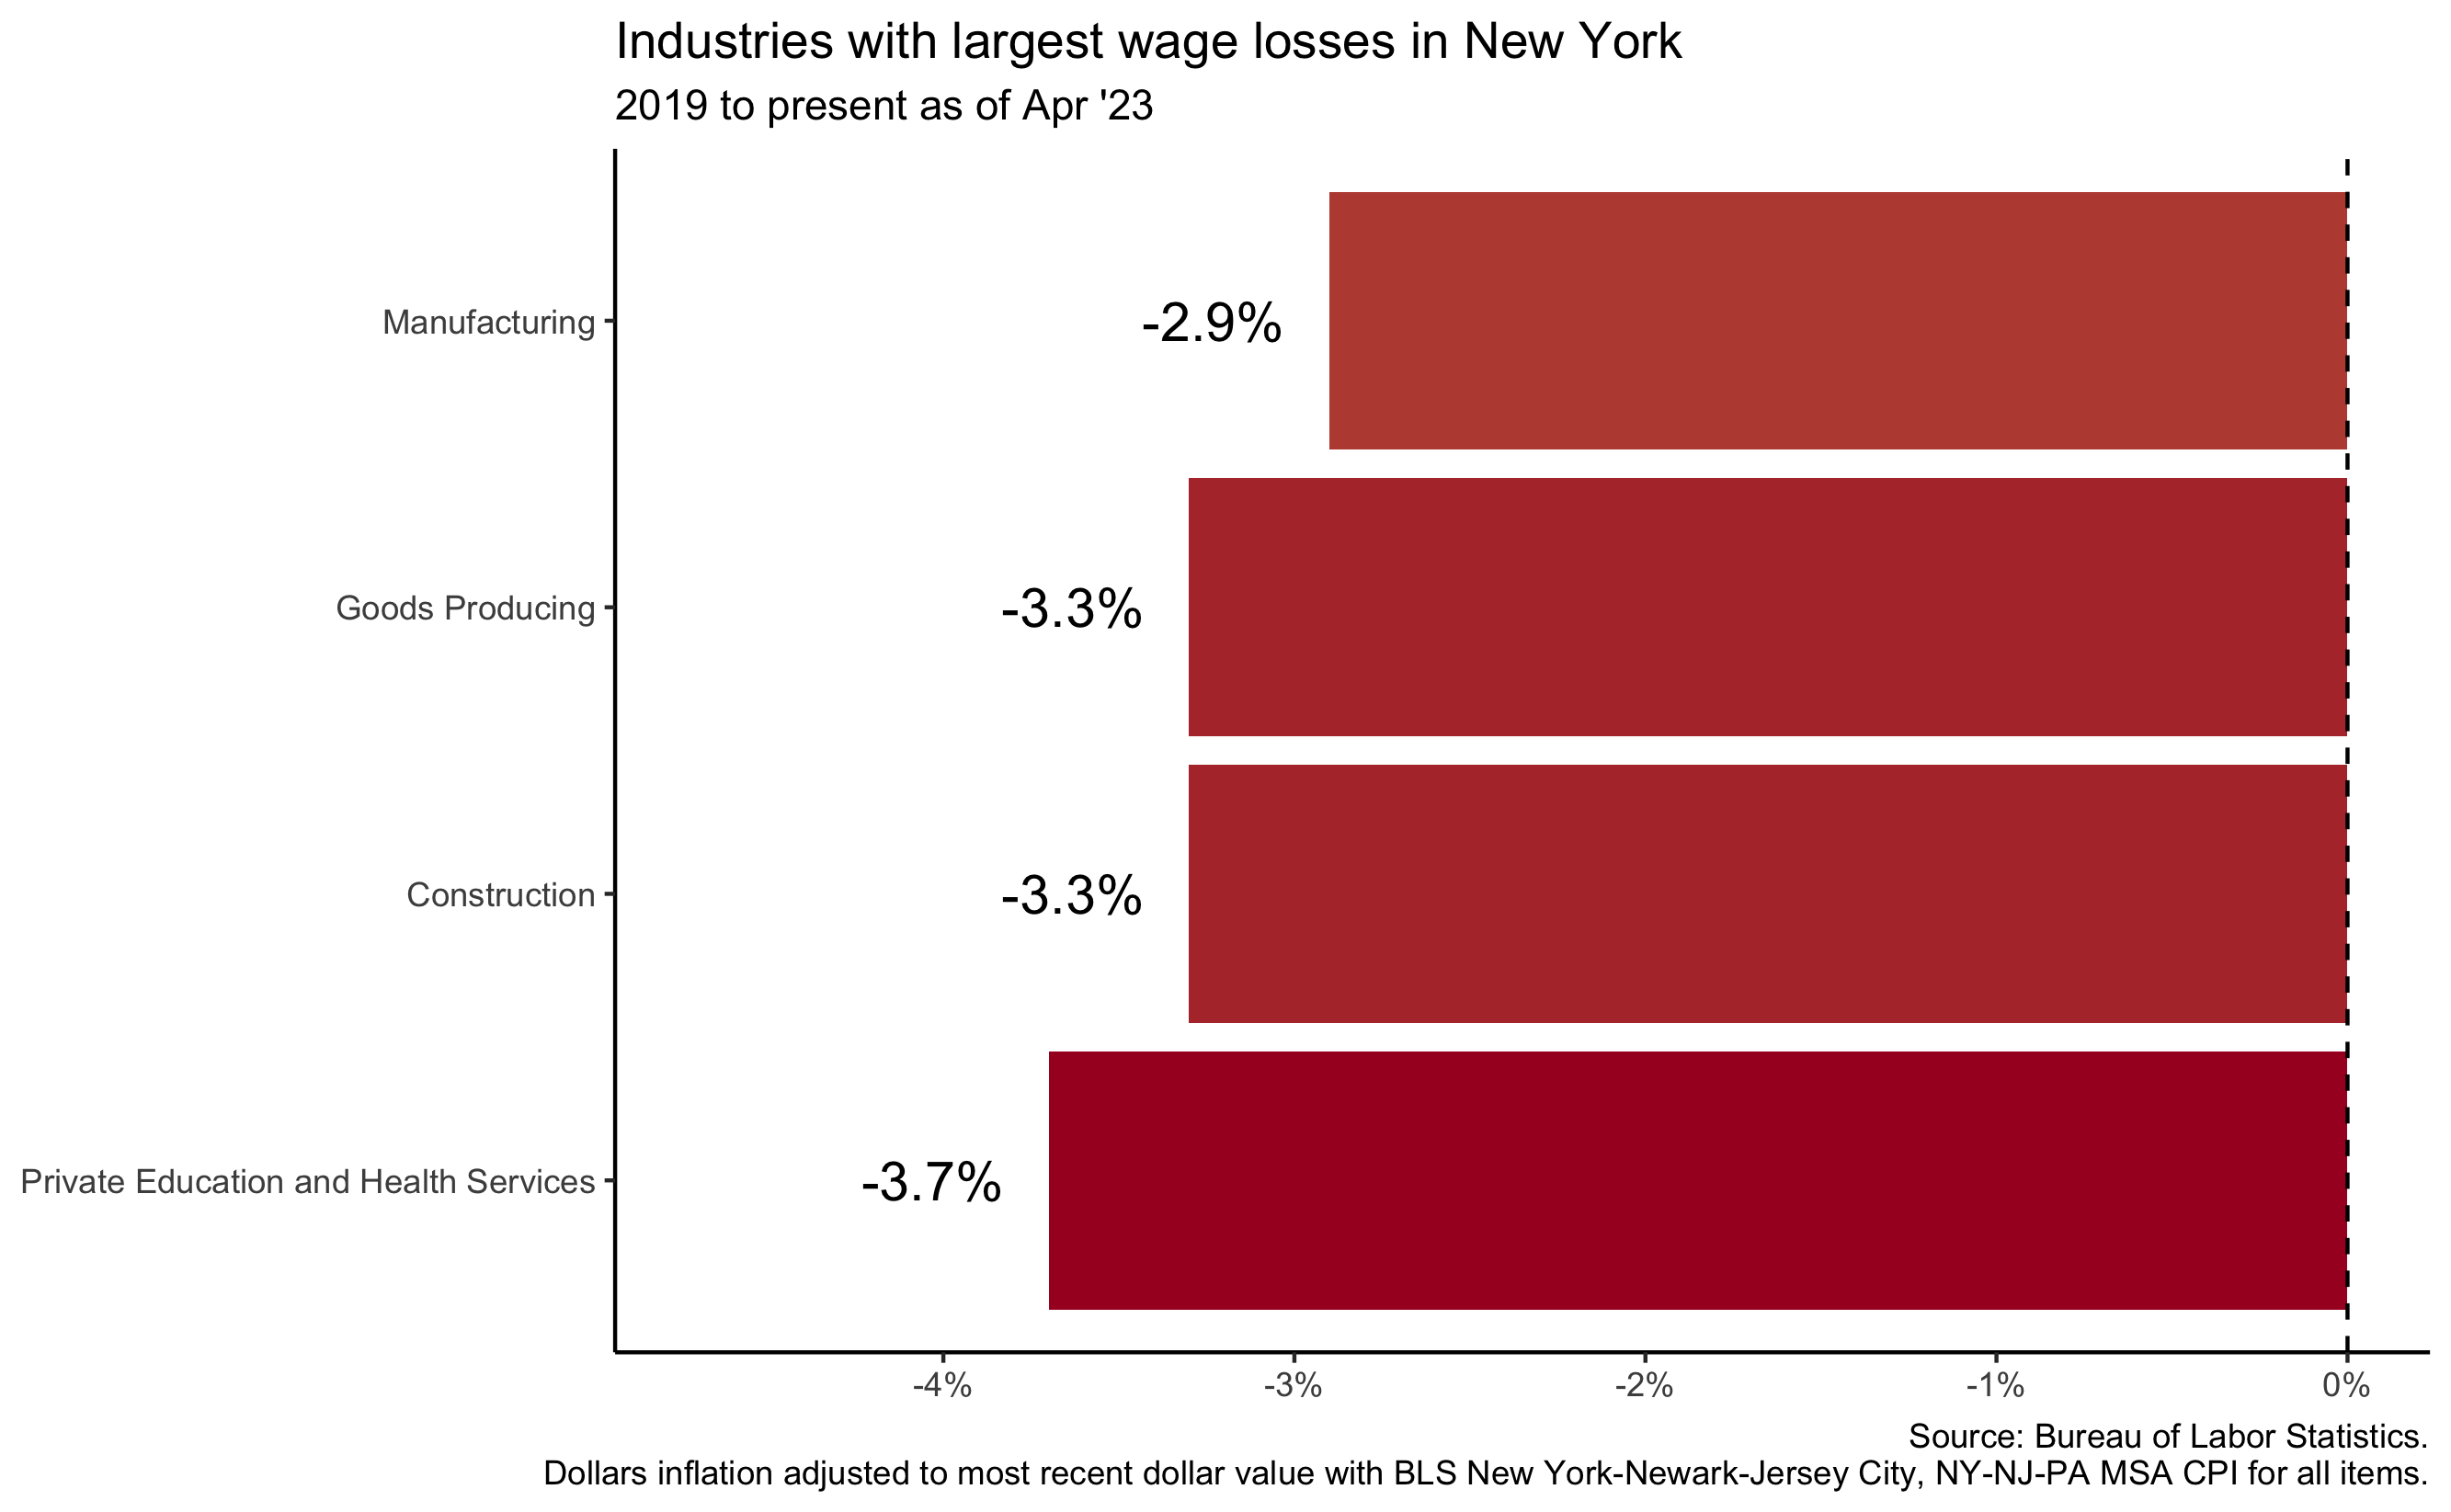 Industries with largest wage losses in New York
2019 to present as of Apr '23
Manufacturing
-2.9%
Goods Producing
-3.3%
Construction
-3.3%
Private Education and Health Services
-3.7%
-4%
-3%
-2%
-1%
0%
Source: Bureau of Labor Statistics.
Dollars inflation adjusted to most recent dollar value with BLS New York-Newark-Jersey City, NY-NJ-PA MSA CPI for all items.